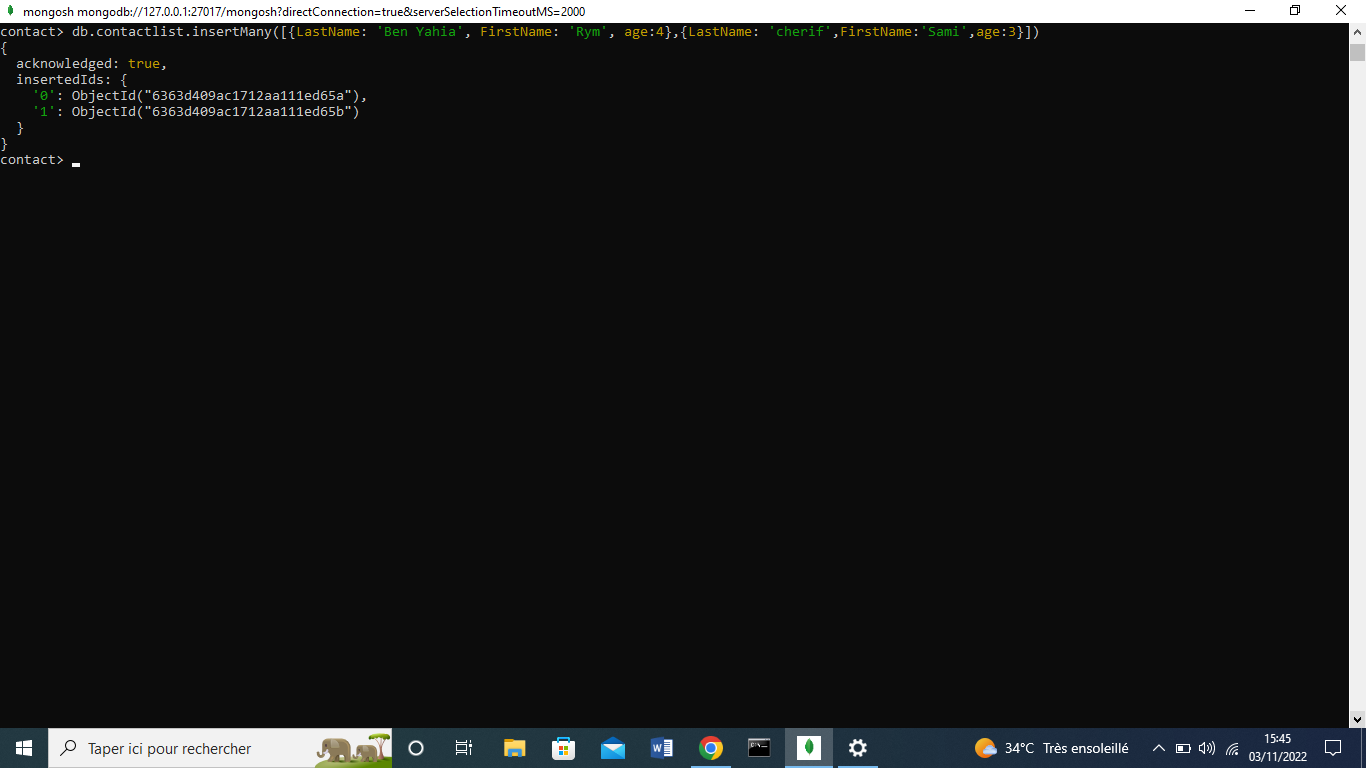 mongosh mongodb://127.0.0.1:27017/mongosh?directConnection=true&serverSelectionTimeoutMS=2000
contact> db.contactlist.insertMany([{LastName: 'Ben Yahia', FirstName: 'Rym', age:4},{LastName: 'cherif',FirstName:'Sami',age:3}])
{
  acknowledged: true,
  insertedIds: {
    '0': ObjectId("6363d409ac1712aa111ed65a"),
    '1': ObjectId("6363d409ac1712aa111ed65b")
  }
}
contact>
Taper ici pour rechercher
34°C Très ensoleillé
15:45
03/11/2022